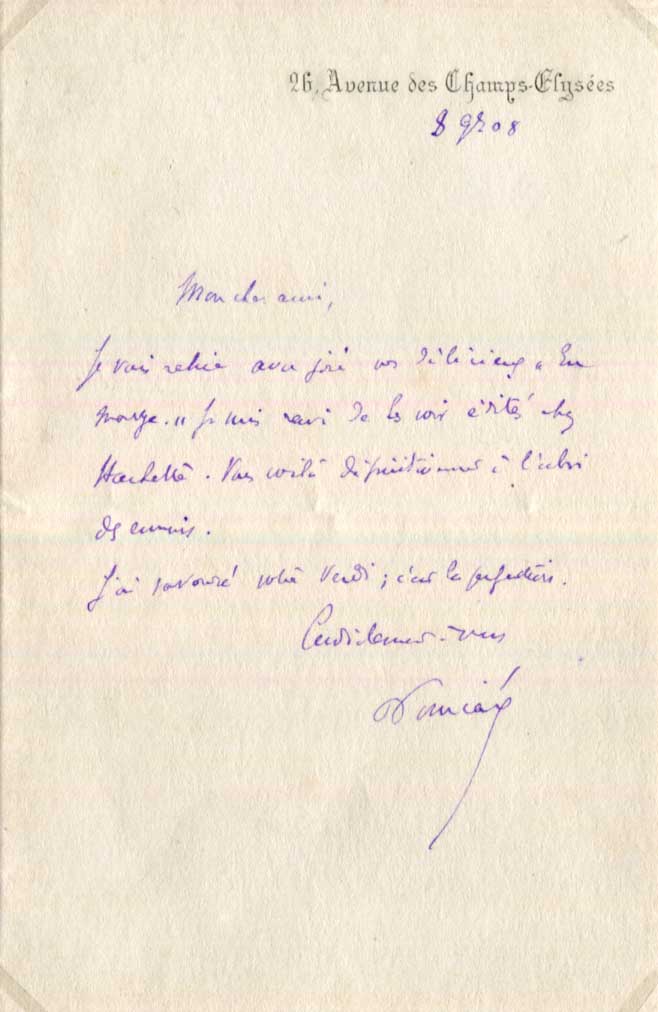 26, Avenue des Champs-Elysées
8 9bre 08
Mon cher ami,
Je vais relire avec joie vos délicieux "En
marge." Je suis ravi de les voir édités chez
Hachette. Vous voilà définitivement à l'abri
des ennuis.
J'ai savouré votre Verdi ; c'est la perfection.
Cordialement à vous